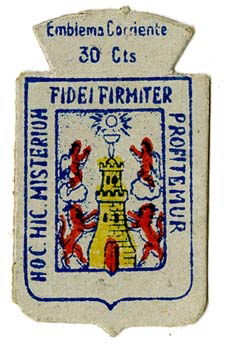 Emblema Corriente
30 Cts
HOC HIC MISTERIUM
FIDEI FIRMITER
PROFITEMUR